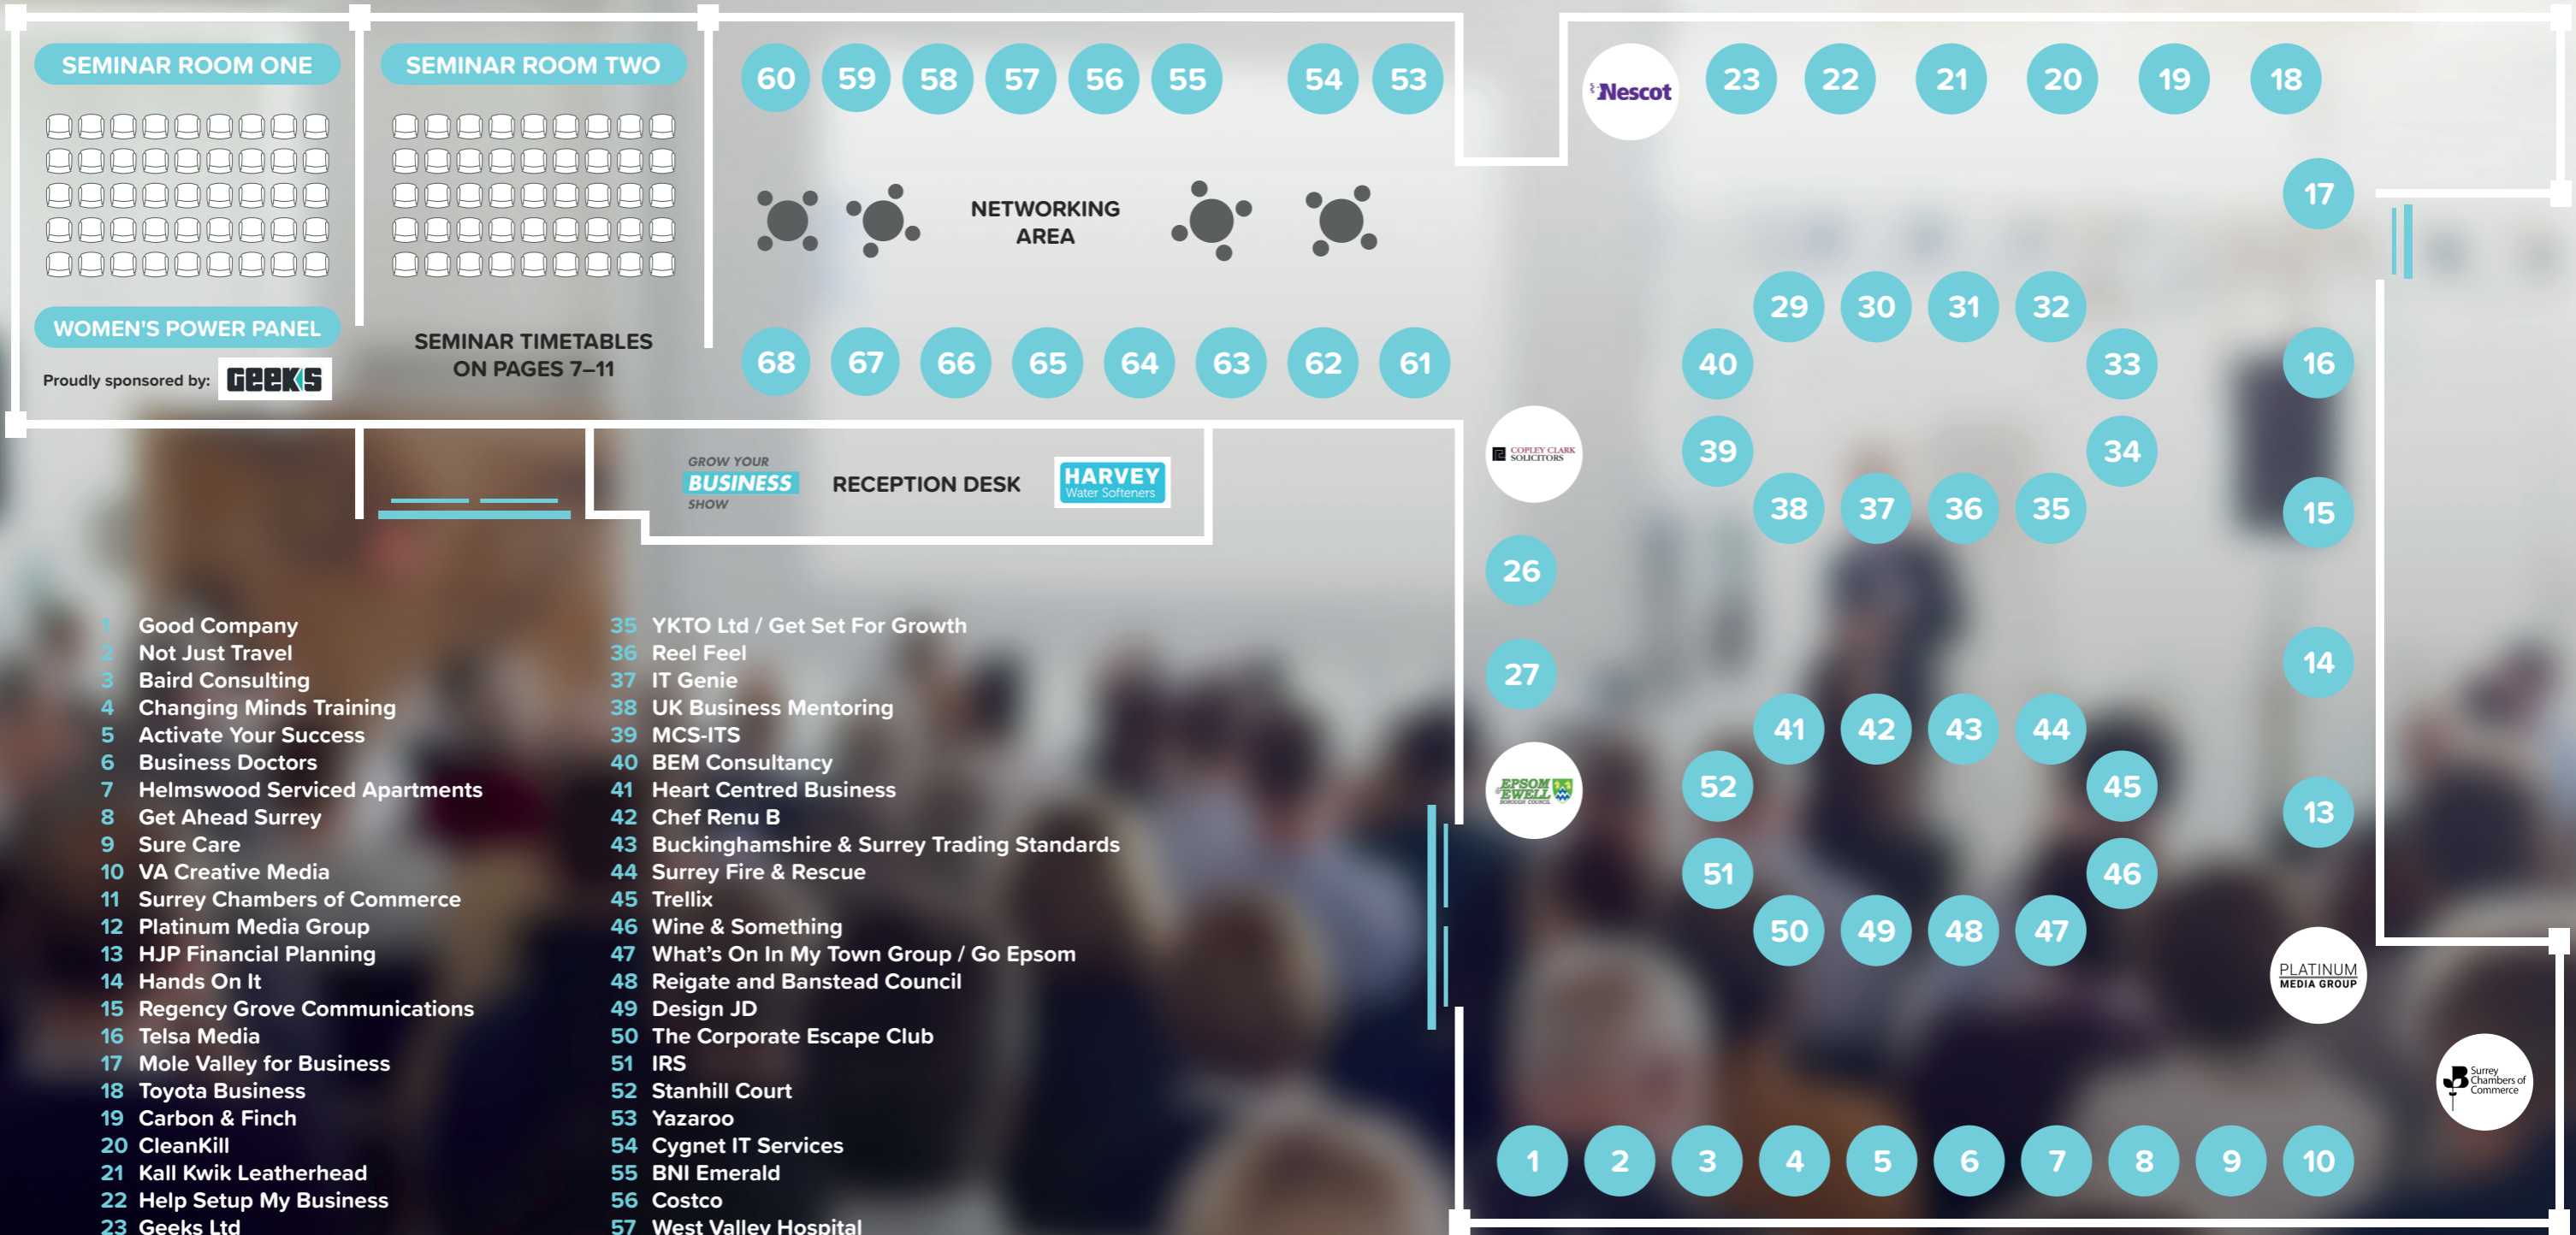 SEMINAR ROOM ONE
SEMINAR ROOM TWO
WOMEN'S POWER PANEL
Proudly sponsored by: GEEKS
SEMINAR TIMETABLES
ON PAGES 7–11
60 59 58 57 56 55 54 53
NETWORKING
AREA
68 67 66 65 64 63 62 61
GROW YOUR
BUSINESS
SHOW
RECEPTION DESK
HARVEY
Water Softeners
Nescot
23 22 21 20 19 18
17
29 30 31 32
40 33 16
COPLEY CLARK
SOLICITORS
39 34
38 37 36 35 15
26
27 14
41 42 43 44
EPSOM
EWELL
BOROUGH COUNCIL
52 45 13
51 46
50 49 48 47
PLATINUM
MEDIA GROUP
Surrey
Chambers of
Commerce
1 2 3 4 5 6 7 8 9 10
1 Good Company
2 Not Just Travel
3 Baird Consulting
4 Changing Minds Training
5 Activate Your Success
6 Business Doctors
7 Helmswood Serviced Apartments
8 Get Ahead Surrey
9 Sure Care
10 VA Creative Media
11 Surrey Chambers of Commerce
12 Platinum Media Group
13 HJP Financial Planning
14 Hands On It
15 Regency Grove Communications
16 Telsa Media
17 Mole Valley for Business
18 Toyota Business
19 Carbon & Finch
20 CleanKill
21 Kall Kwik Leatherhead
22 Help Setup My Business
23 Geeks Ltd
35 YKTO Ltd / Get Set For Growth
36 Reel Feel
37 IT Genie
38 UK Business Mentoring
39 MCS-ITS
40 BEM Consultancy
41 Heart Centred Business
42 Chef Renu B
43 Buckinghamshire & Surrey Trading Standards
44 Surrey Fire & Rescue
45 Trellix
46 Wine & Something
47 What's On In My Town Group / Go Epsom
48 Reigate and Banstead Council
49 Design JD
50 The Corporate Escape Club
51 IRS
52 Stanhill Court
53 Yazaroo
54 Cygnet IT Services
55 BNI Emerald
56 Costco
57 West Valley Hospital